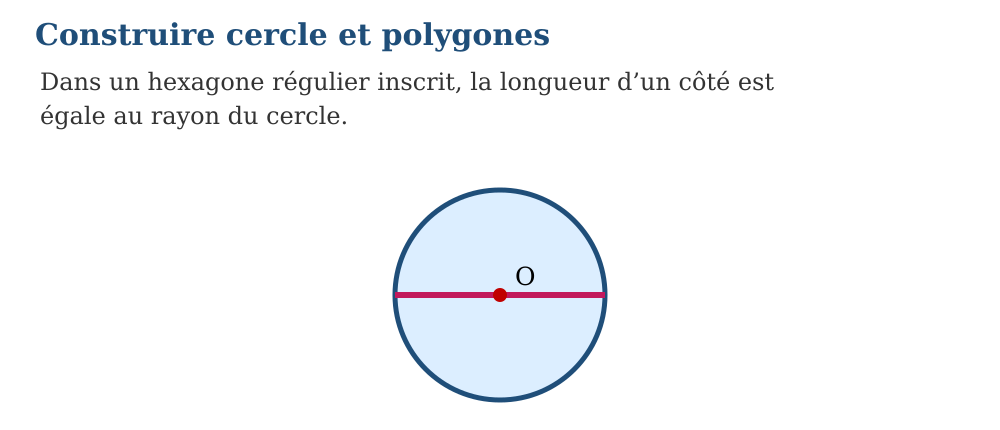 Construire cercle et polygones
Dans un hexagone régulier inscrit, la longueur d’un côté est
égale au rayon du cercle.
O